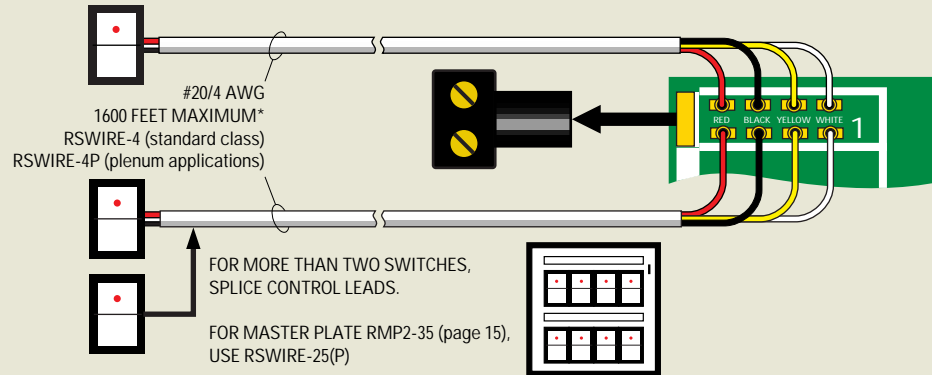 #20/4 AWG
1600 FEET MAXIMUM*
RSWIRE-4 (standard class)
RSWIRE-4P (plenum applications)
RED BLACK YELLOW WHITE 1
FOR MORE THAN TWO SWITCHES,
SPLICE CONTROL LEADS.
FOR MASTER PLATE RMP2-35 (page 15),
USE RSWIRE-25(P)